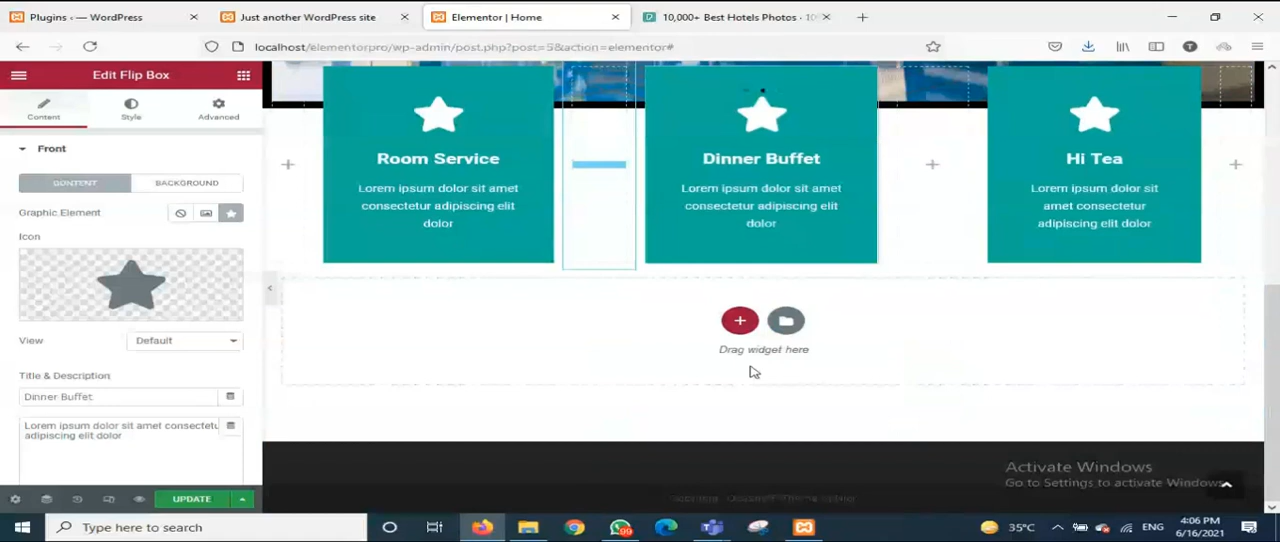 Plugins ‹ — WordPress
Just another WordPress site
Elementor | Home
10,000+ Best Hotels Photos ·
localhost/elementorpro/wp-admin/post.php?post=5&action=elementor#
Edit Flip Box
Content
Style
Advanced
Front
CONTENT
BACKGROUND
Graphic Element
Icon
View
Default
Title & Description
Dinner Buffet
Lorem ipsum dolor sit amet consectetu
adipiscing elit dolor
UPDATE
Room Service
Lorem ipsum dolor sit amet
consectetur adipiscing elit
dolor
Dinner Buffet
Lorem ipsum dolor sit amet
consectetur adipiscing elit
dolor
Hi Tea
Lorem ipsum dolor sit
amet consectetur
adipiscing elit dolor
Drag widget here
Activate Windows
Go to Settings to activate Windows.
Type here to search
99
35°C
ENG
4:06 PM
6/16/2021